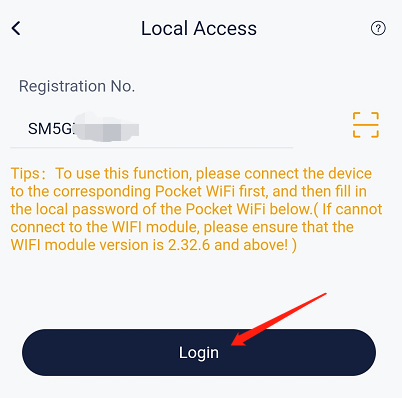 Local Access
Registration No.
SM5G
Tips：To use this function, please connect the device
to the corresponding Pocket WiFi first, and then fill in
the local password of the Pocket WiFi below.( If cannot
connect to the WIFI module, please ensure that the
WIFI module version is 2.32.6 and above! )
Login